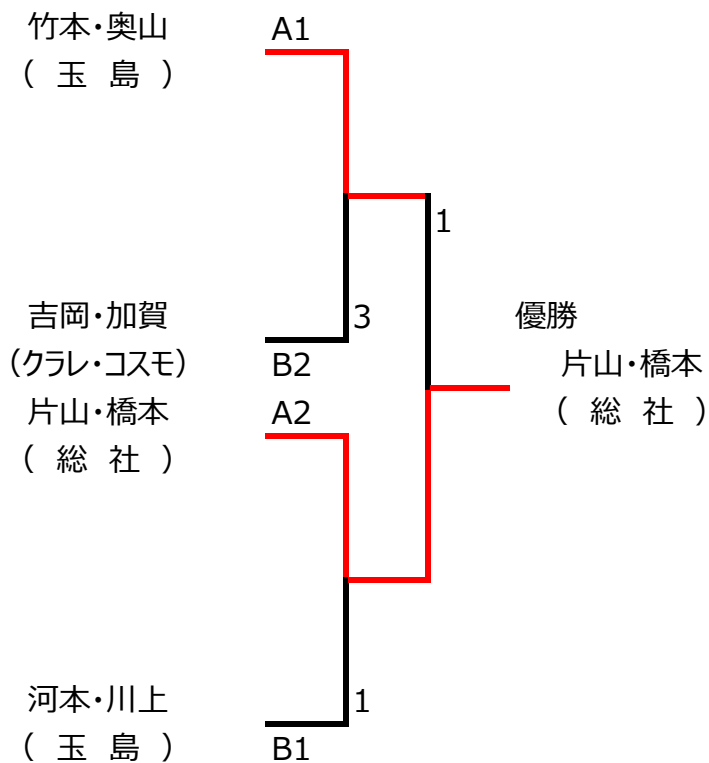 竹本・奥山 A1
（ 玉 島 ）
1
吉岡・加賀 3 優勝
（クラレ・コスモ） B2 片山・橋本
片山・橋本 A2 （ 総 社 ）
（ 総 社 ）
河本・川上 1
（ 玉 島 ） B1